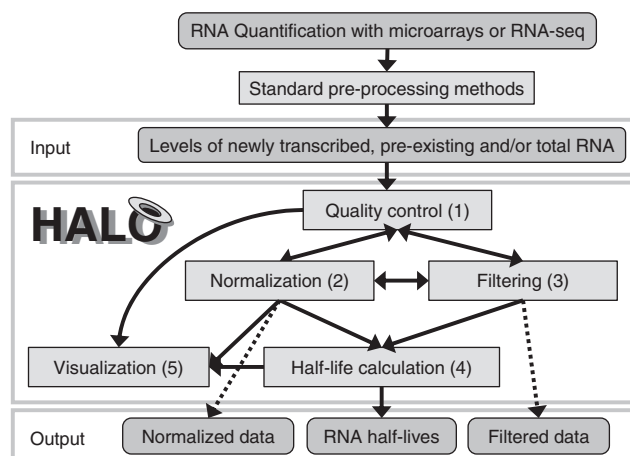 RNA Quantification with microarrays or RNA-seq
Standard pre-processing methods
Input
Levels of newly transcribed, pre-existing and/or total RNA
HALO
Quality control (1)
Normalization (2)
Filtering (3)
Visualization (5)
Half-life calculation (4)
Output
Normalized data
RNA half-lives
Filtered data